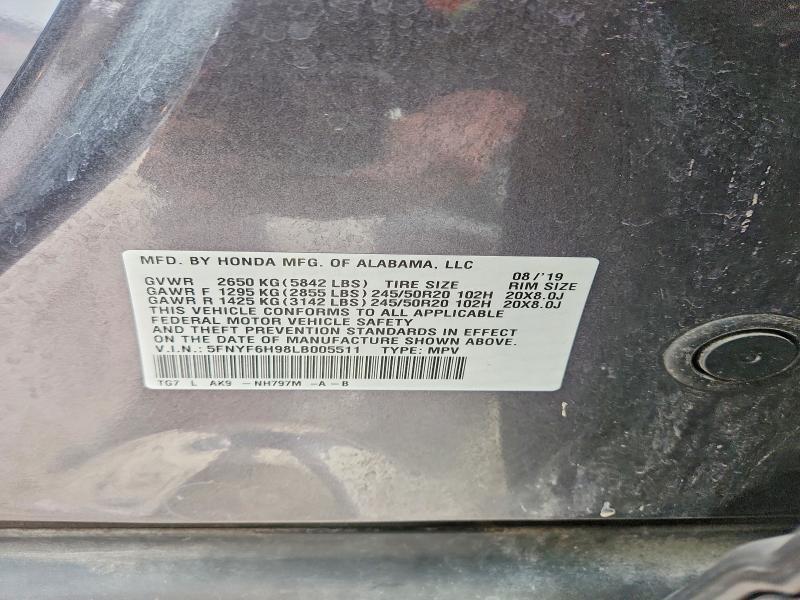 MFD. BY HONDA MFG. OF ALABAMA, LLC
08/'19
GVWR 2650 KG(5842 LBS) TIRE SIZE RIM SIZE
GAWR F 1295 KG(2855 LBS) 245/50R20 102H 20X8.0J
GAWR R 1425 KG(3142 LBS) 245/50R20 102H 20X8.0J
THIS VEHICLE CONFORMS TO ALL APPLICABLE
FEDERAL MOTOR VEHICLE SAFETY
AND THEFT PREVENTION STANDARDS IN EFFECT
ON THE DATE OF MANUFACTURE SHOWN ABOVE.
V.I.N.: 5FNYF6H98LB005511 TYPE: MPV
TG7 L AK9 -NH797M -A-B